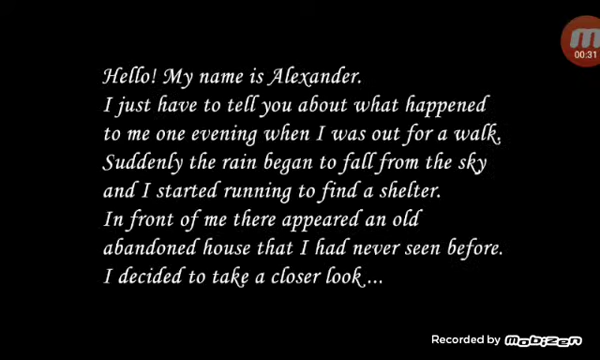 00:31
Hello! My name is Alexander.
I just have to tell you about what happened
to me one evening when I was out for a walk.
Suddenly the rain began to fall from the sky
and I started running to find a shelter.
In front of me there appeared an old
abandoned house that I had never seen before.
I decided to take a closer look ...
Recorded by mobizen